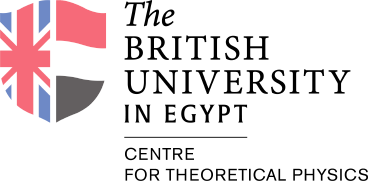 The
BRITISH
UNIVERSITY
IN EGYPT
CENTRE
FOR THEORETICAL PHYSICS